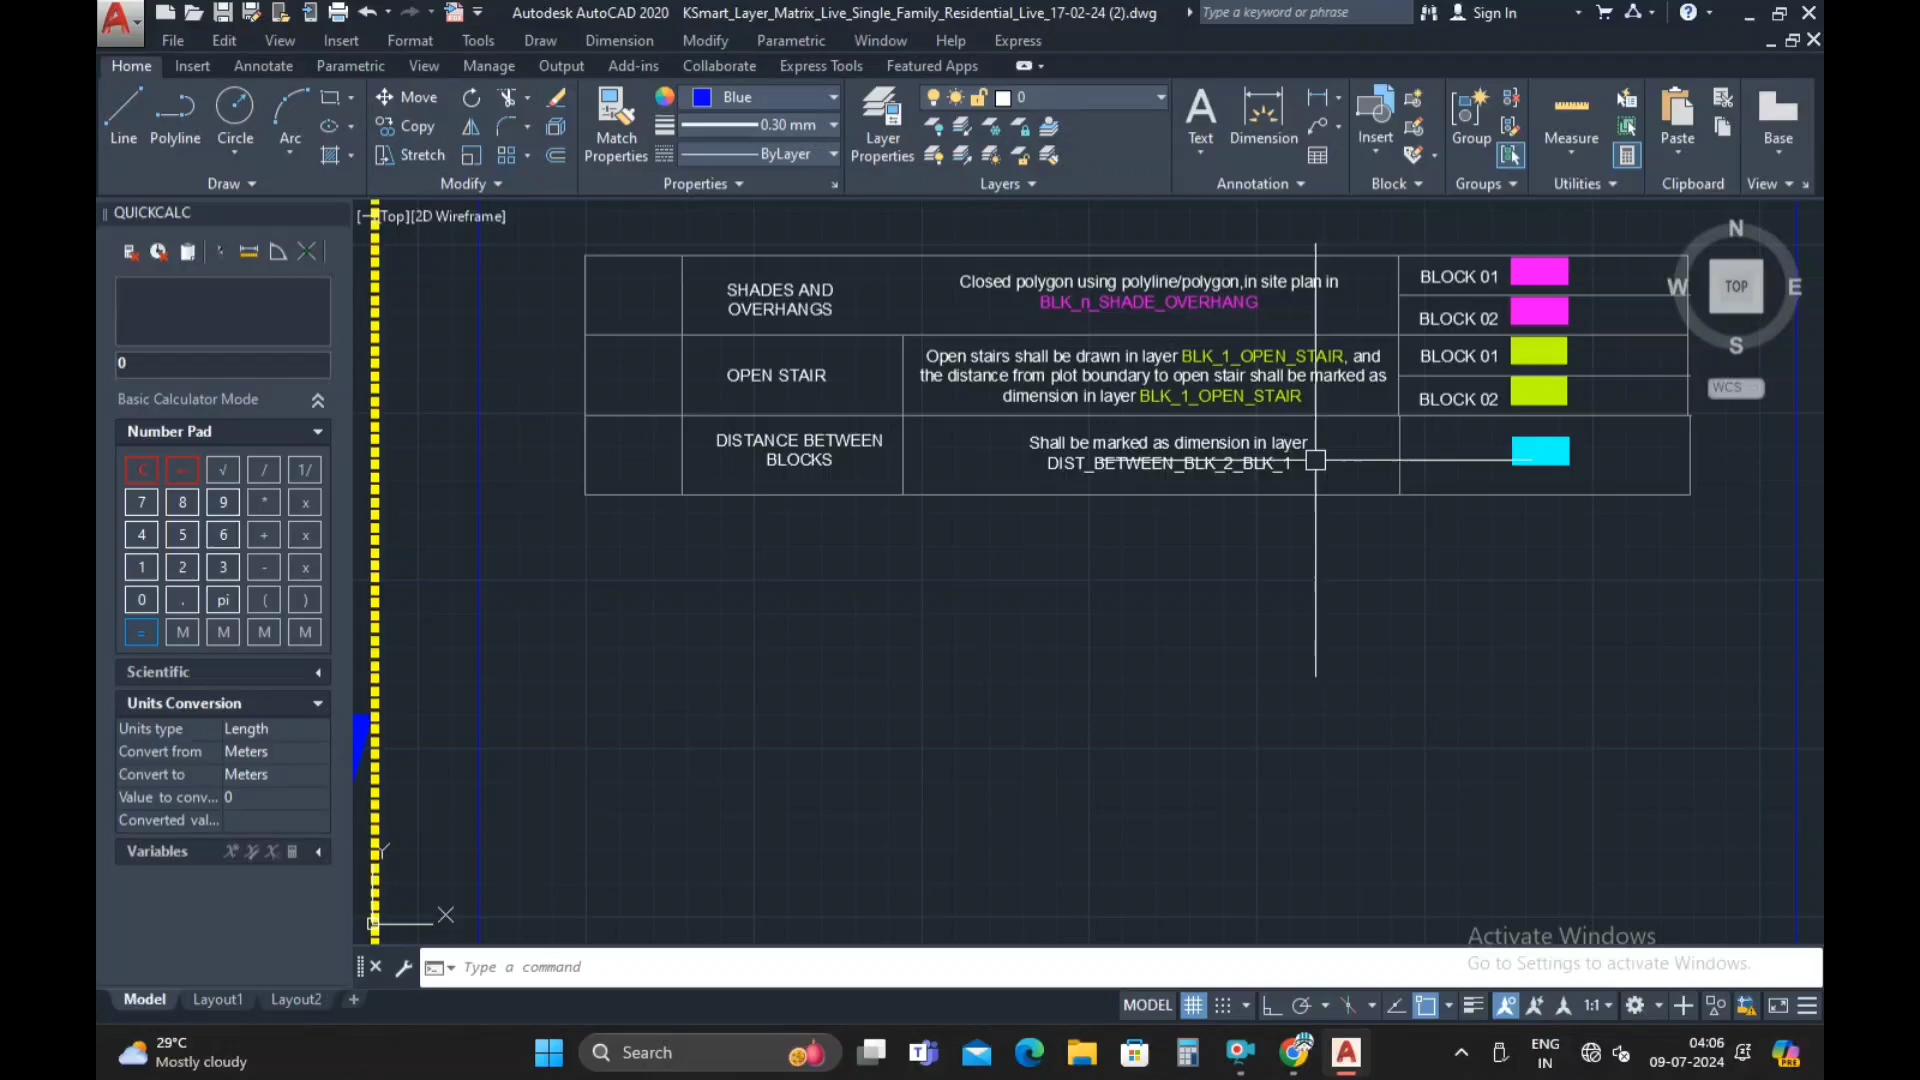 Autodesk AutoCAD 2020 KSmart_Layer_Matrix_Live_Single_Family_Residential_Live_17-02-24 (2).dwg
Type a keyword or phrase
Sign In
File Edit View Insert Format Tools Draw Dimension Modify Parametric Window Help Express
Home Insert Annotate Parametric View Manage Output Add-ins Collaborate Express Tools Featured Apps
Line
Polyline
Circle
Arc
Draw
Move
Copy
Stretch
Modify
Match
Properties
Blue
0.30 mm
ByLayer
Properties
Layer
Properties
0
Layers
Text
Dimension
Annotation
Insert
Block
Group
Groups
Measure
Utilities
Paste
Clipboard
Base
View
QUICKCALC
0
Basic Calculator Mode
Number Pad
C √ / 1/
7 8 9 * x
4 5 6 + x
1 2 3 - x
0 . pi ( )
= M M M M
Scientific
Units Conversion
Units type Length
Convert from Meters
Convert to Meters
Value to conv... 0
Converted val...
Variables
[—][Top][2D Wireframe]
SHADES AND
OVERHANGS
Closed polygon using polyline/polygon,in site plan in
BLK_n_SHADE_OVERHANG
BLOCK 01
BLOCK 02
OPEN STAIR
Open stairs shall be drawn in layer BLK_1_OPEN_STAIR, and
the distance from plot boundary to open stair shall be marked as
dimension in layer BLK_1_OPEN_STAIR
BLOCK 01
BLOCK 02
DISTANCE BETWEEN
BLOCKS
Shall be marked as dimension in layer
DIST_BETWEEN_BLK_2_BLK_1
N
W TOP E
S
WCS
Y
X
Activate Windows
Go to Settings to activate Windows.
Type a command
Model Layout1 Layout2 +
MODEL
1:1
29°C
Mostly cloudy
Search
ENG
IN
04:06
09-07-2024
PRE